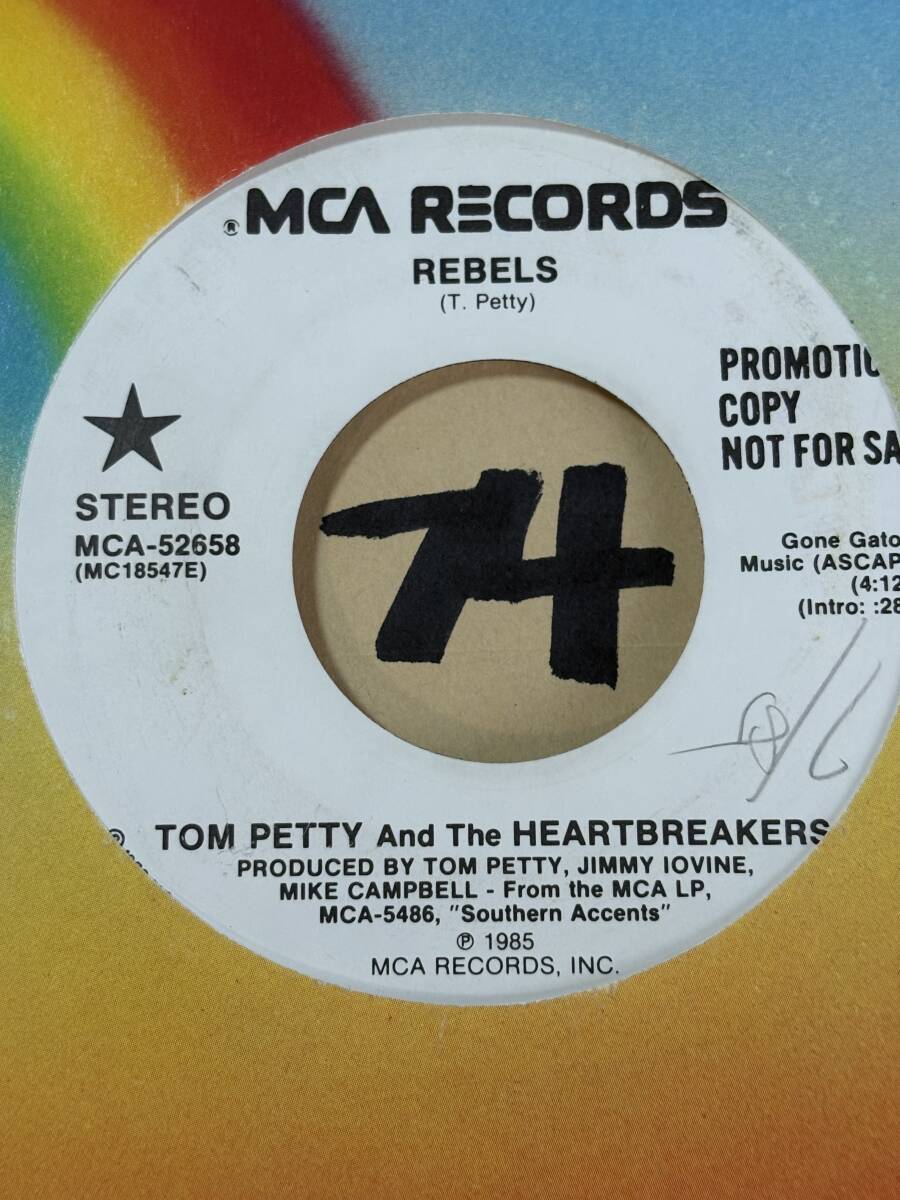 ® MCA RECORDS
REBELS
(T. Petty)
PROMOTIO
COPY
NOT FOR SA
STEREO
MCA-52658
(MC18547E)
Gone Gato
Music (ASCAP
(4:12
(Intro: :28
TOM PETTY And The HEARTBREAKERS
PRODUCED BY TOM PETTY, JIMMY IOVINE,
MIKE CAMPBELL - From the MCA LP,
MCA-5486, "Southern Accents"
℗ 1985
MCA RECORDS, INC.